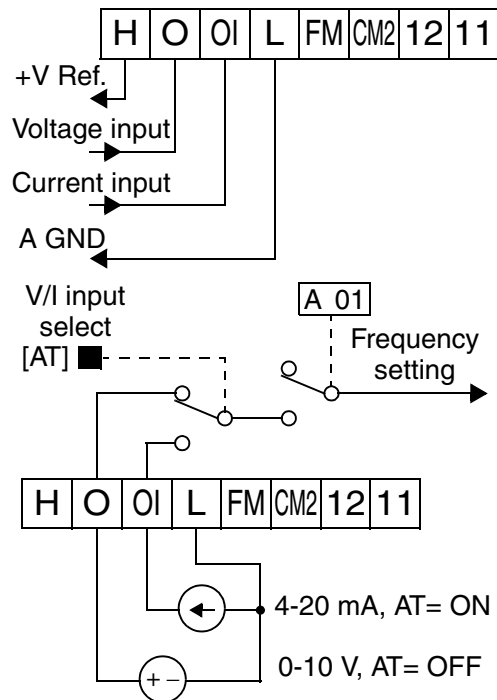 H O OI L FM CM2 12 11
+V Ref.
Voltage input
Current input
A GND
V/I input
select
[AT]
A 01
Frequency
setting
H O OI L FM CM2 12 11
4-20 mA, AT= ON
+ –
0-10 V, AT= OFF